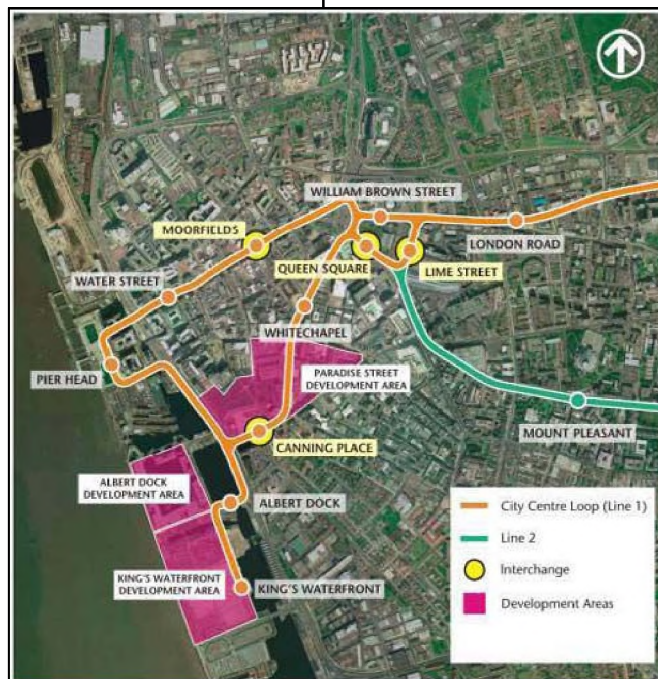 WILLIAM BROWN STREET
MOORFIELDS
LONDON ROAD
QUEEN SQUARE
LIME STREET
WATER STREET
WHITECHAPEL
PIER HEAD
PARADISE STREET
DEVELOPMENT AREA
MOUNT PLEASANT
CANNING PLACE
ALBERT DOCK
DEVELOPMENT AREA
ALBERT DOCK
KING'S WATERFRONT
DEVELOPMENT AREA
KING'S WATERFRONT
City Centre Loop (Line 1)
Line 2
Interchange
Development Areas